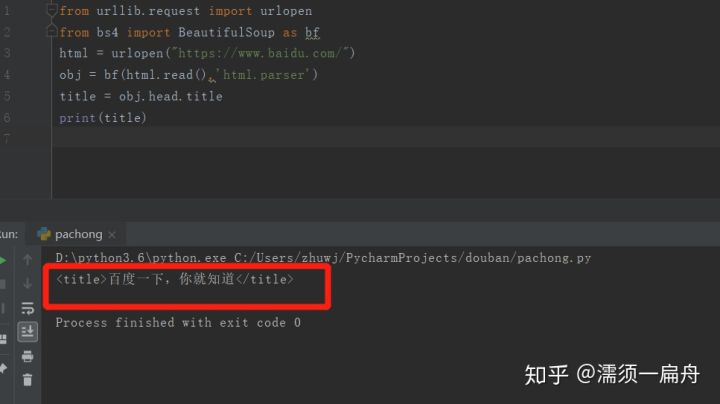 1 from urllib.request import urlopen
2 from bs4 import BeautifulSoup as bf
3 html = urlopen("https://www.baidu.com/")
4 obj = bf(html.read(),'html.parser')
5 title = obj.head.title
6 print(title)
7
Run: pachong ×
D:\python3.6\python.exe C:/Users/zhuwj/PycharmProjects/douban/pachong.py
<title>百度一下，你就知道</title>
Process finished with exit code 0
知乎 @濡须一扁舟